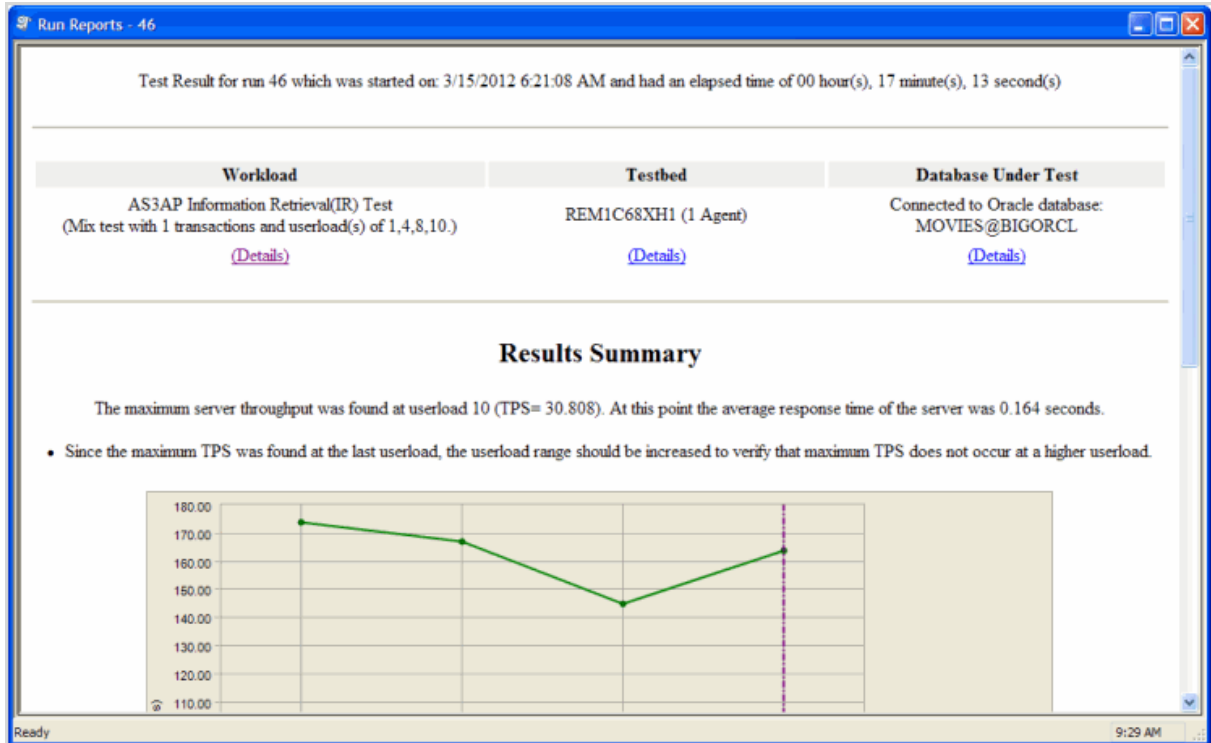 Run Reports - 46
Test Result for run 46 which was started on: 3/15/2012 6:21:08 AM and had an elapsed time of 00 hour(s), 17 minute(s), 13 second(s)
Workload
Testbed
Database Under Test
AS3AP Information Retrieval(IR) Test
(Mix test with 1 transactions and userload(s) of 1,4,8,10.)
(Details)
REM1C68XH1 (1 Agent)
(Details)
Connected to Oracle database:
MOVIES@BIGORCL
(Details)
Results Summary
The maximum server throughput was found at userload 10 (TPS= 30.808). At this point the average response time of the server was 0.164 seconds.
• Since the maximum TPS was found at the last userload, the userload range should be increased to verify that maximum TPS does not occur at a higher userload.
180.00
170.00
160.00
150.00
140.00
130.00
120.00
110.00
Ready
9:29 AM